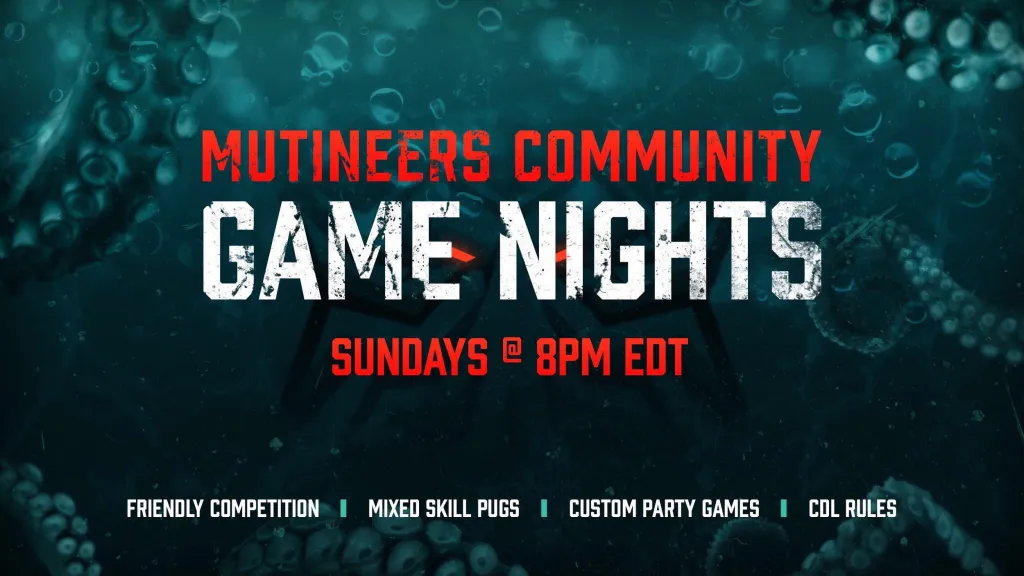 MUTINEERS COMMUNITY
GAME NIGHTS
SUNDAYS @ 8PM EDT
FRIENDLY COMPETITION | MIXED SKILL PUGS | CUSTOM PARTY GAMES | CDL RULES